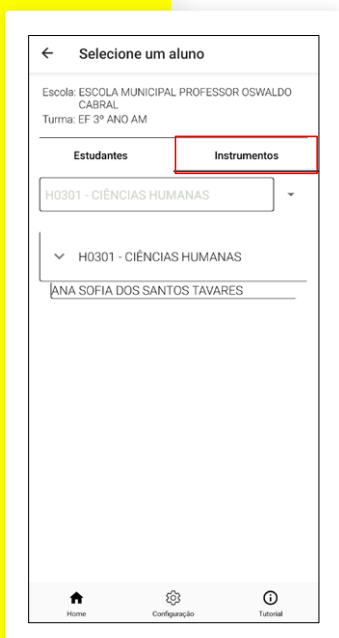 Selecione um aluno
Escola: ESCOLA MUNICIPAL PROFESSOR OSWALDO
CABRAL
Turma: EF 3º ANO AM
Estudantes
Instrumentos
H0301 - CIÊNCIAS HUMANAS
H0301 - CIÊNCIAS HUMANAS
ANA SOFIA DOS SANTOS TAVARES
Home
Configuração
Tutorial